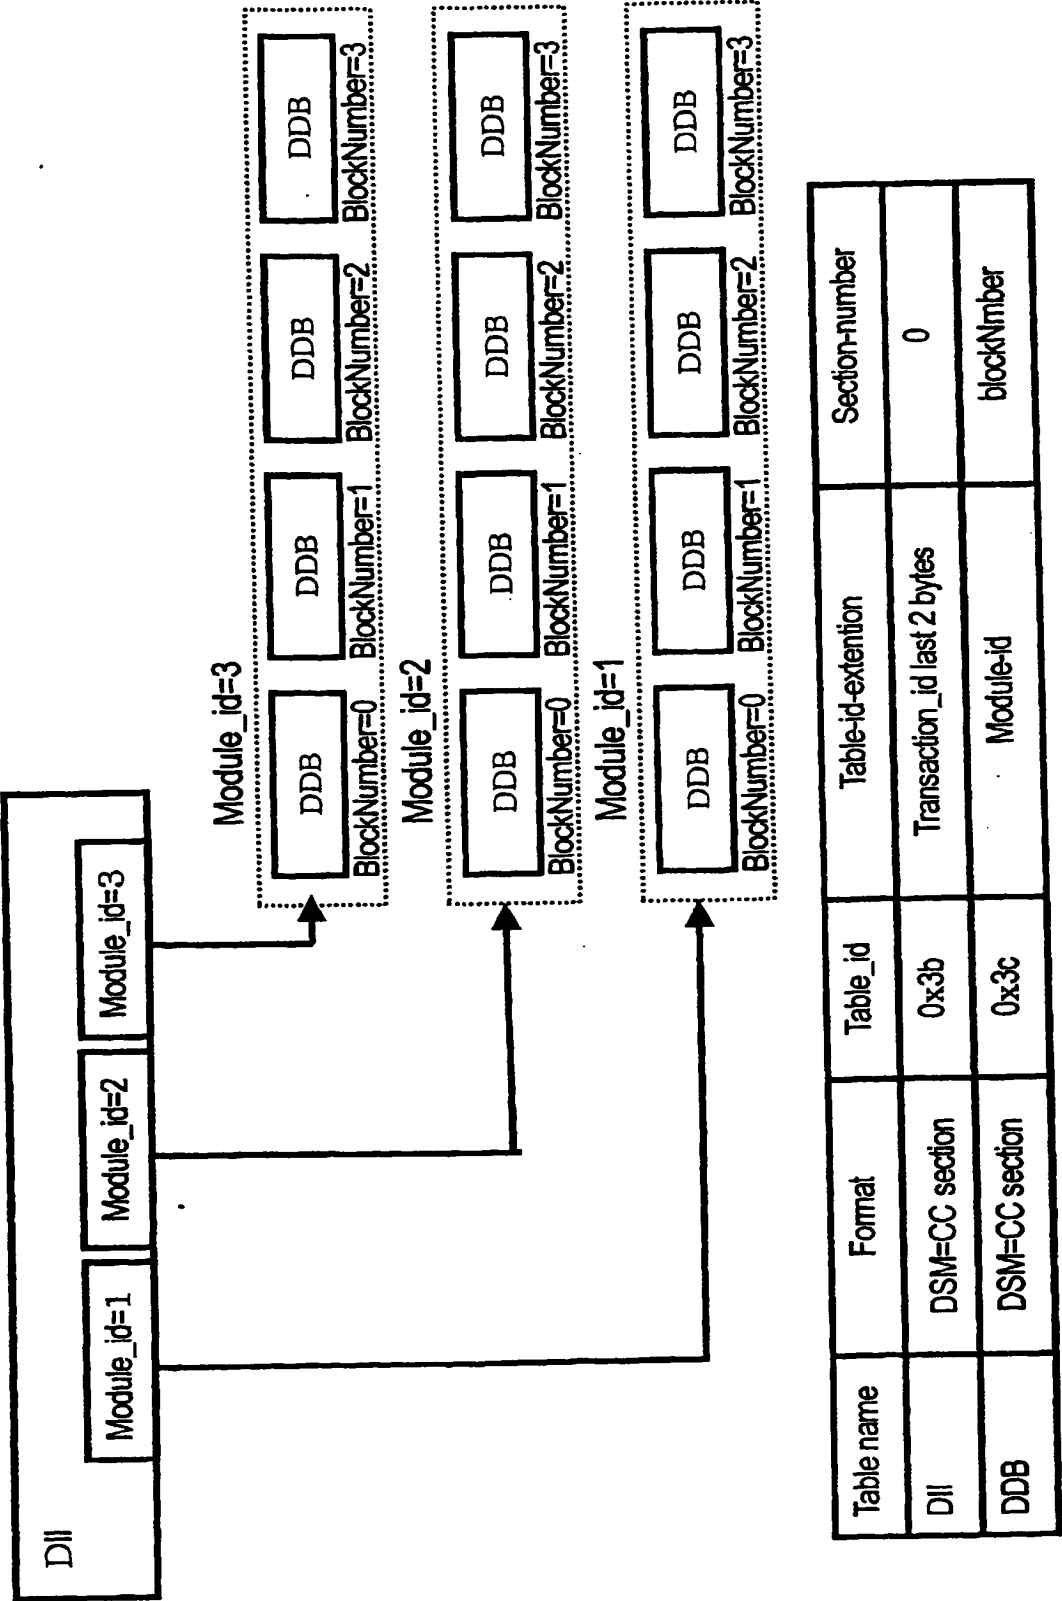 DII
Module_id=1
Module_id=2
Module_id=3
Module_id=3
DDB
DDB
DDB
DDB
BlockNumber=0
BlockNumber=1
BlockNumber=2
BlockNumber=3
Module_id=2
DDB
DDB
DDB
DDB
BlockNumber=0
BlockNumber=1
BlockNumber=2
BlockNumber=3
Module_id=1
DDB
DDB
DDB
DDB
BlockNumber=0
BlockNumber=1
BlockNumber=2
BlockNumber=3
Table name Format Table_id Table-id-extention Section-number
DII DSM=CC section 0x3b Transaction_id last 2 bytes 0
DDB DSM=CC section 0x3c Module-id blockNmber